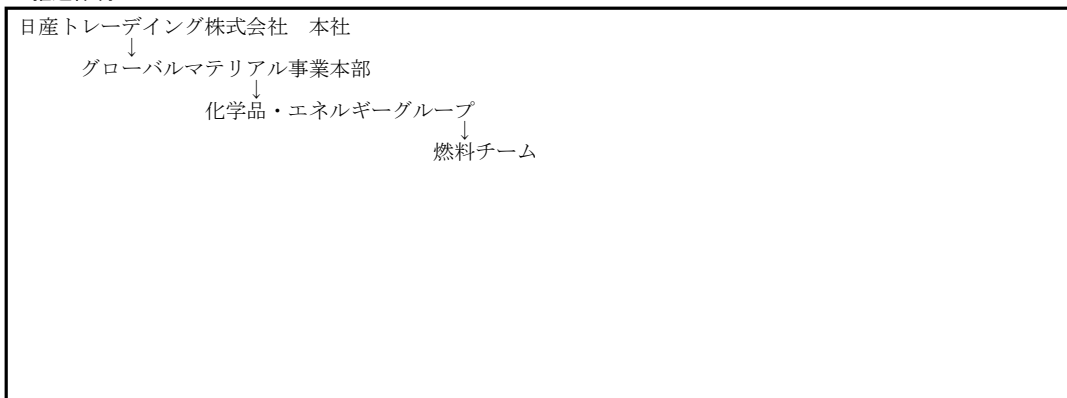 日産トレーデイング株式会社　本社
↓
グローバルマテリアル事業本部
↓
化学品・エネルギーグループ
↓
燃料チーム